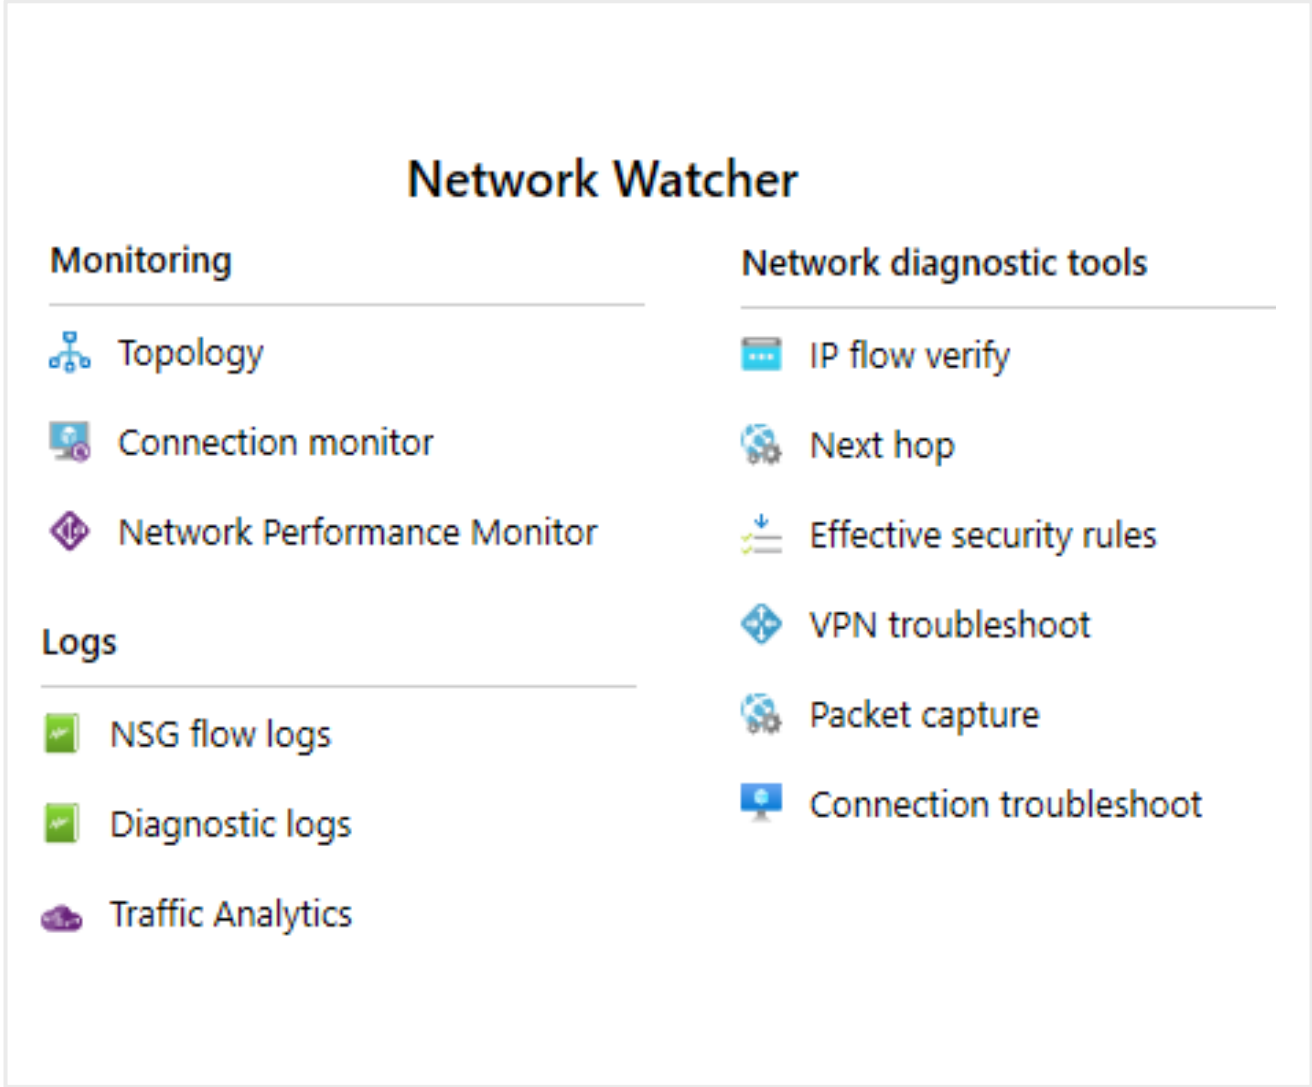 Network Watcher
Monitoring
Topology
Connection monitor
Network Performance Monitor
Logs
NSG flow logs
Diagnostic logs
Traffic Analytics
Network diagnostic tools
IP flow verify
Next hop
Effective security rules
VPN troubleshoot
Packet capture
Connection troubleshoot